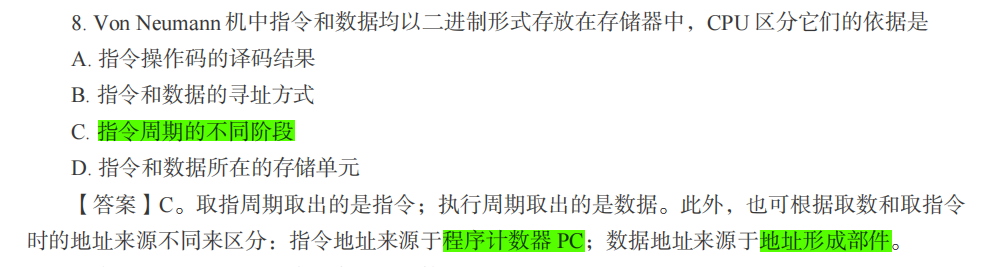 8. Von Neumann 机中指令和数据均以二进制形式存放在存储器中，CPU 区分它们的依据是
A. 指令操作码的译码结果
B. 指令和数据的寻址方式
C. 指令周期的不同阶段
D. 指令和数据所在的存储单元
【答案】C。取指周期取出的是指令；执行周期取出的是数据。此外，也可根据取数和取指令
时的地址来源不同来区分：指令地址来源于程序计数器 PC；数据地址来源于地址形成部件。